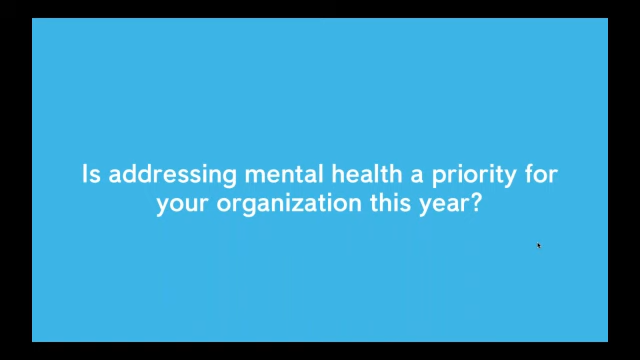 Is addressing mental health a priority for
your organization this year?